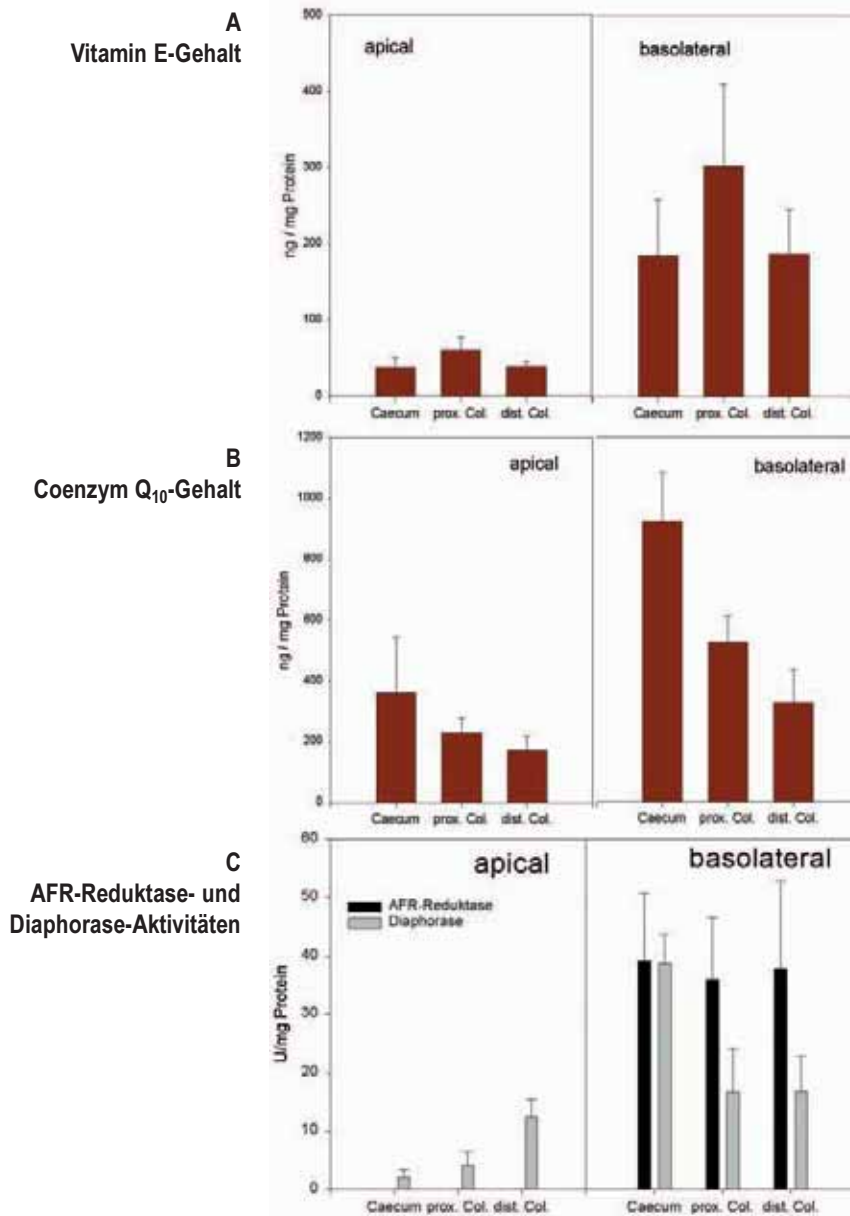 A
Vitamin E-Gehalt
500
400
300
200
100
0
ng / mg Protein
apical
basolateral
Caecum prox. Col. dist. Col.
Caecum prox. Col. dist. Col.
B
Coenzym Q10-Gehalt
1200
1000
800
600
400
200
0
ng / mg Protein
apical
basolateral
Caecum prox. Col. dist. Col.
Caecum prox. Col. dist. Col.
C
AFR-Reduktase- und
Diaphorase-Aktivitäten
60
50
40
30
20
10
0
U/mg Protein
apical
basolateral
AFR-Reduktase
Diaphorase
Caecum prox. Col. dist. Col.
Caecum prox. Col. dist. Col.